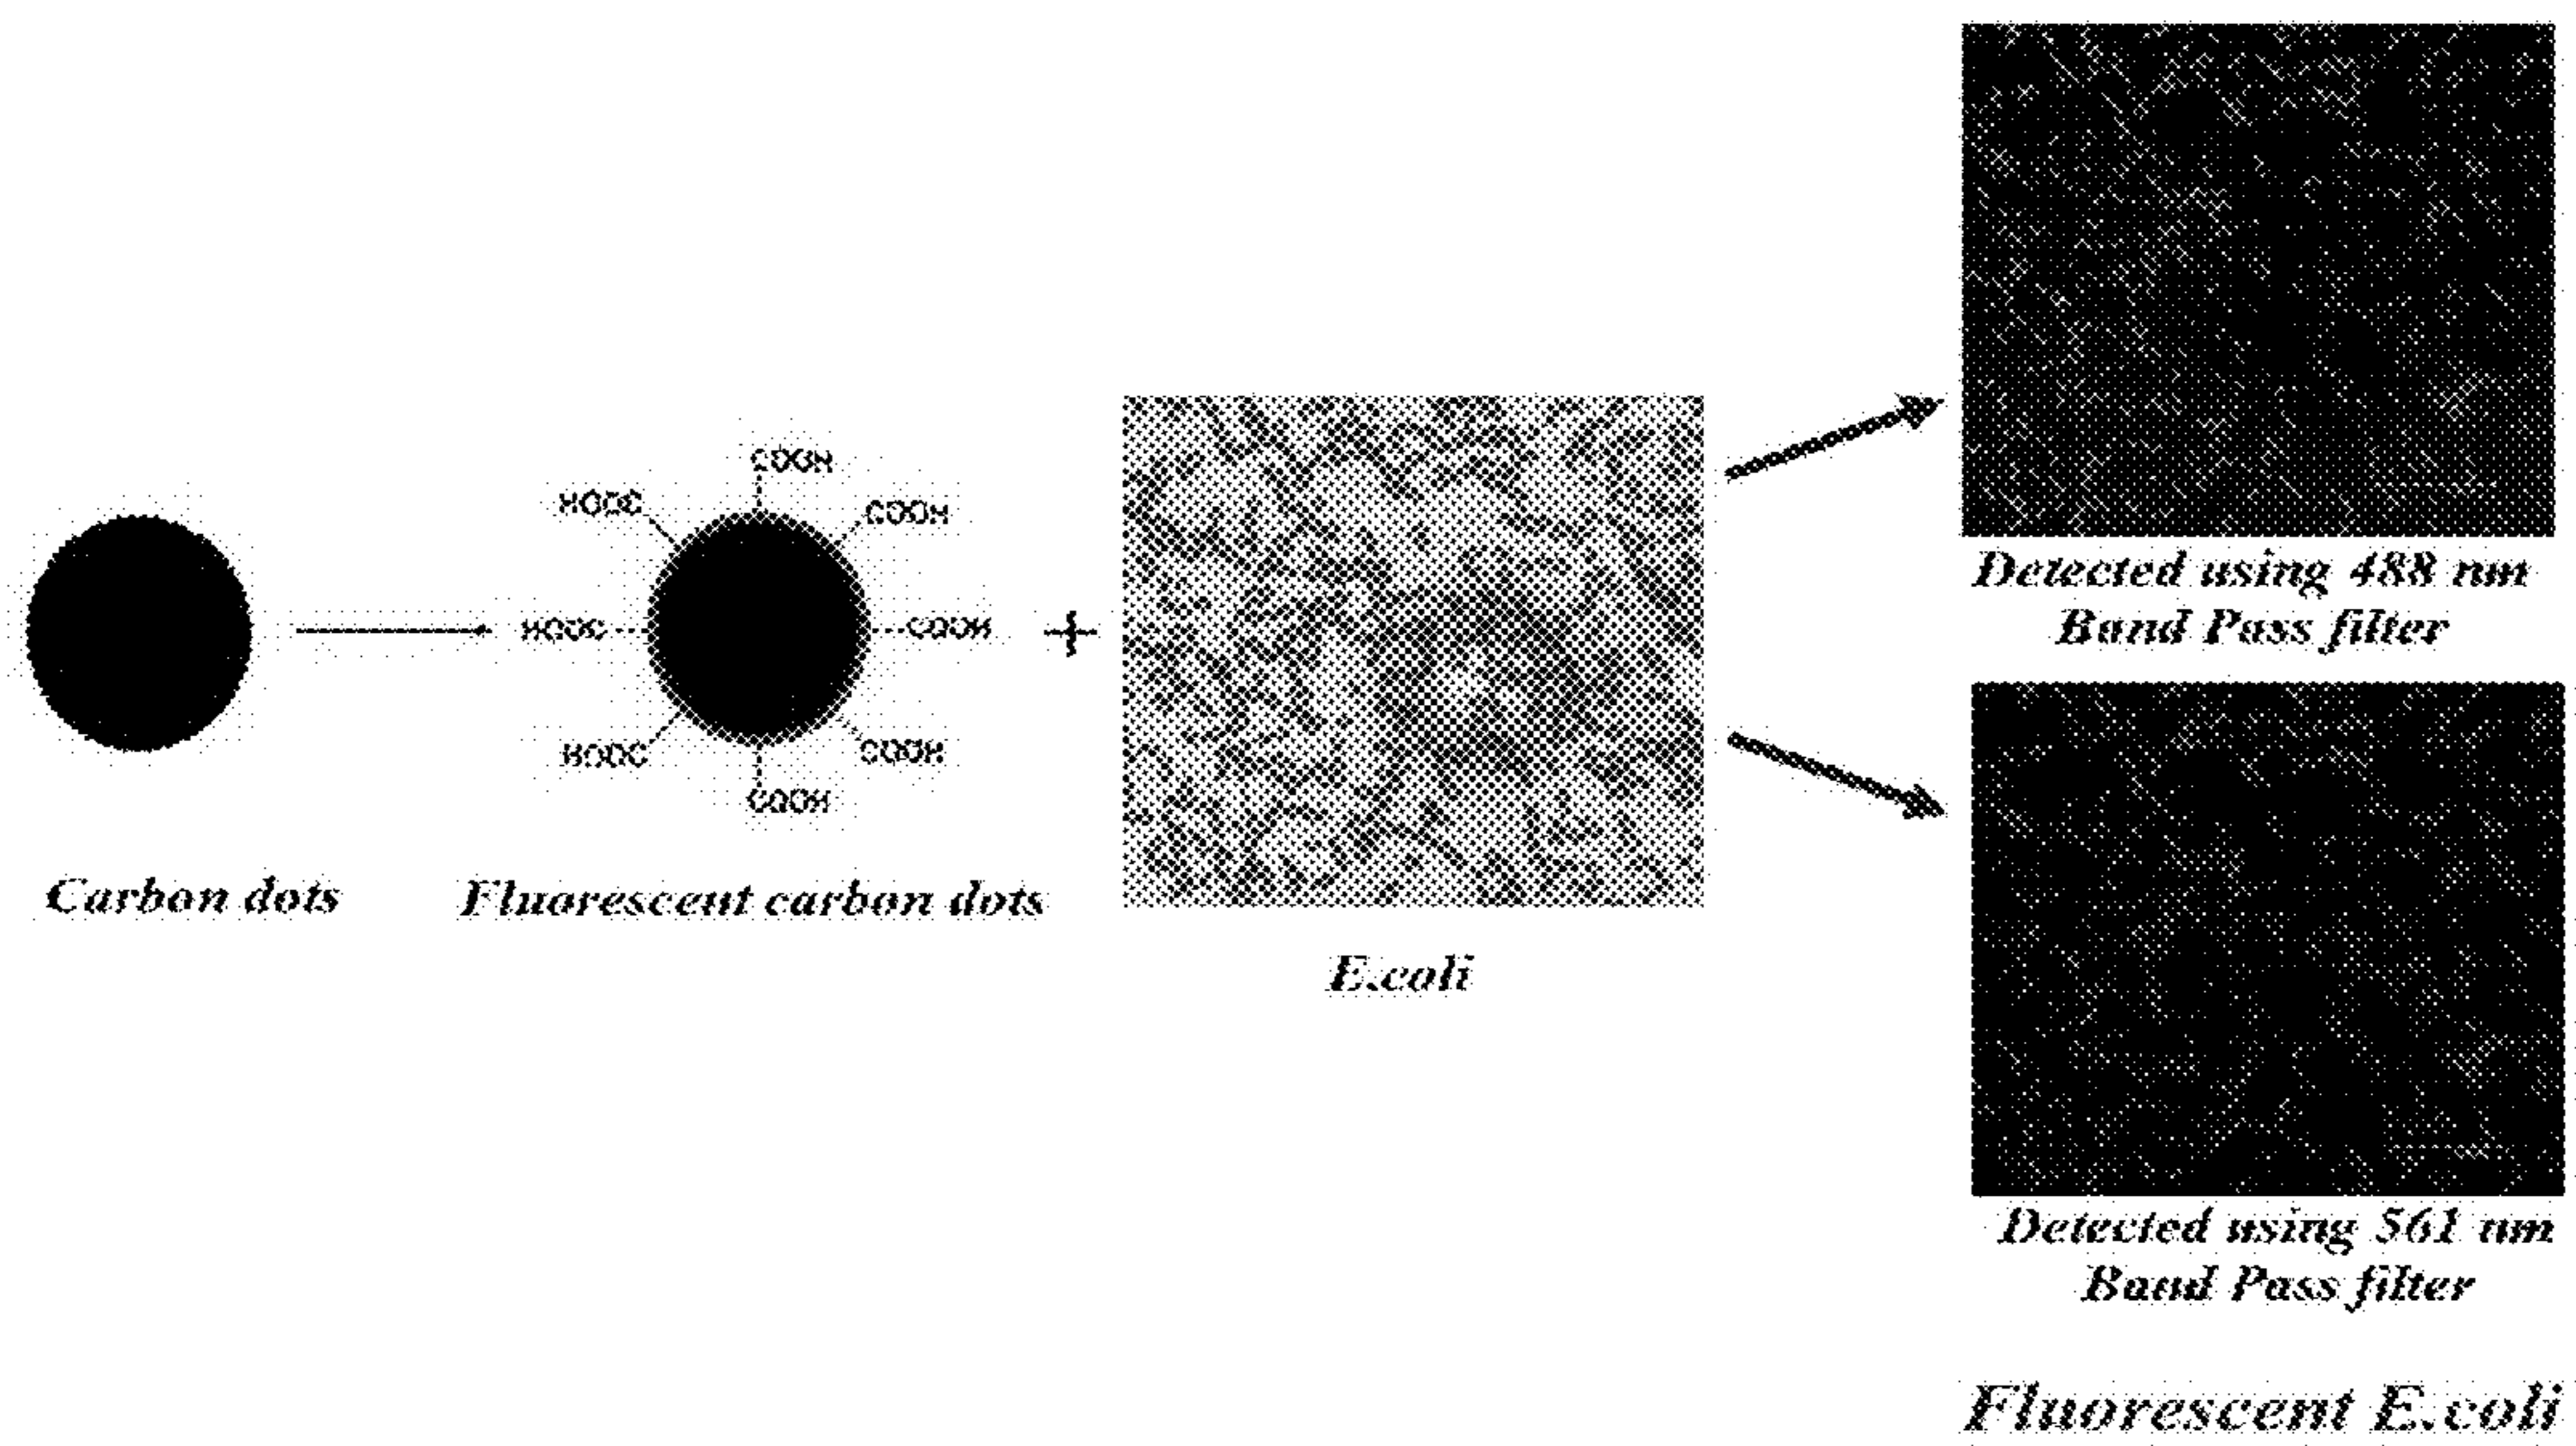 COOH
HOOC
COOH
HOOC
COOH
HOOC
COOH
COOH
+
Carbon dots
Fluorescent carbon dots
E.coli
Detected using 488 nm
Band Pass filter
Detected using 561 nm
Band Pass filter
Fluorescent E.coli